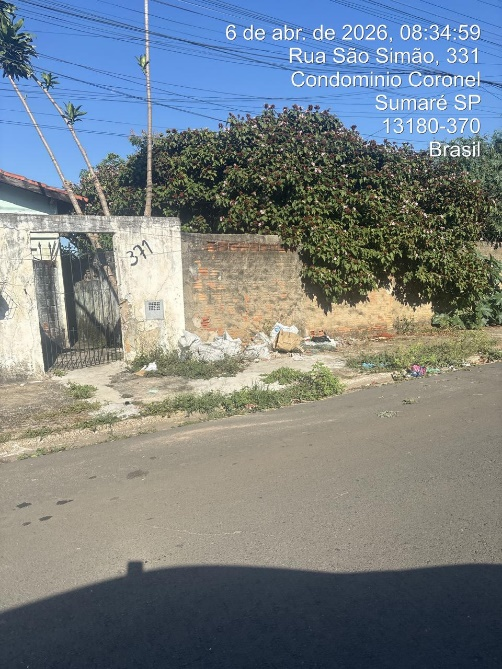 6 de abr. de 2026, 08:34:59
Rua São Simão, 331
Condominio Coronel
Sumaré SP
13180-370
Brasil
371